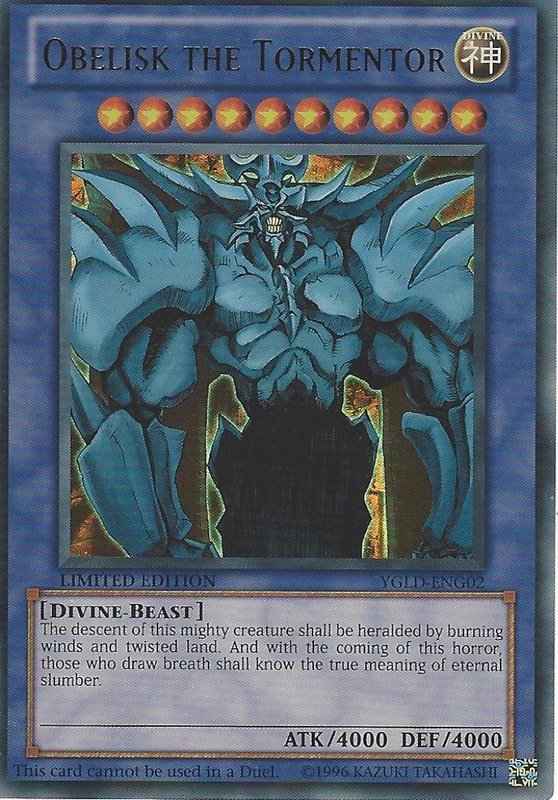 OBELISK THE TORMENTOR
DIVINE
神
LIMITED EDITION
YGLD-ENG02
[DIVINE-BEAST]
The descent of this mighty creature shall be heralded by burning
winds and twisted land. And with the coming of this horror,
those who draw breath shall know the true meaning of eternal
slumber.
ATK/4000 DEF/4000
This card cannot be used in a Duel. ©1996 KAZUKI TAKAHASHI